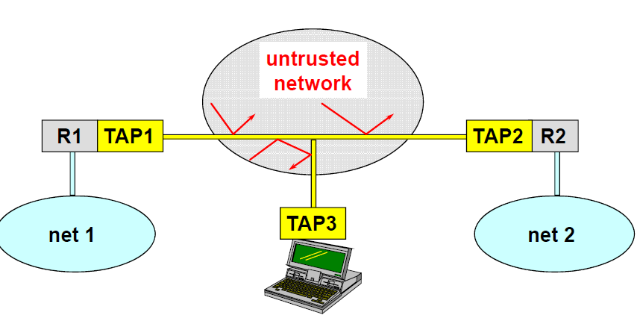 untrusted
network
R1 TAP1
TAP2 R2
TAP3
net 1
net 2